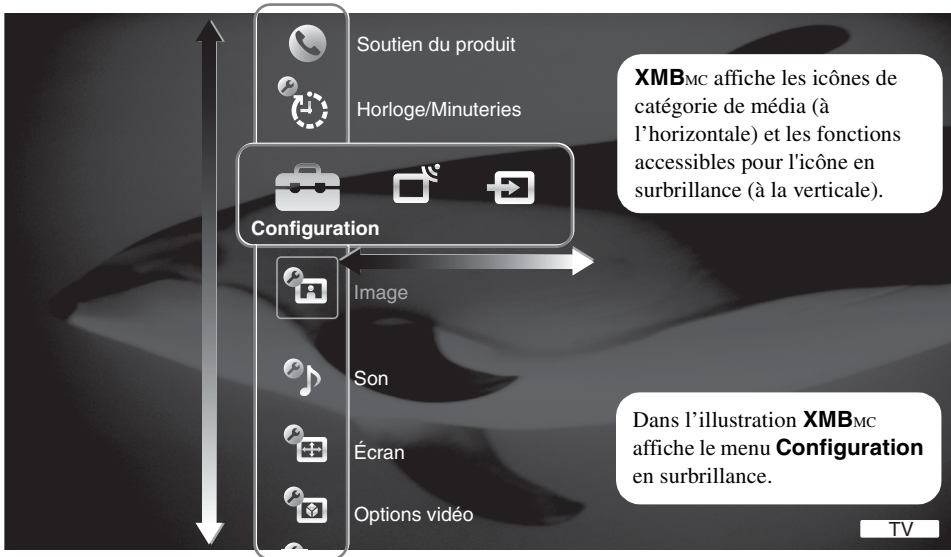 Soutien du produit
Horloge/Minuteries
Configuration
Image
Son
Écran
Options vidéo
XMBMC affiche les icônes de
catégorie de média (à
l’horizontale) et les fonctions
accessibles pour l'icône en
surbrillance (à la verticale).
Dans l’illustration XMBMC
affiche le menu Configuration
en surbrillance.
TV